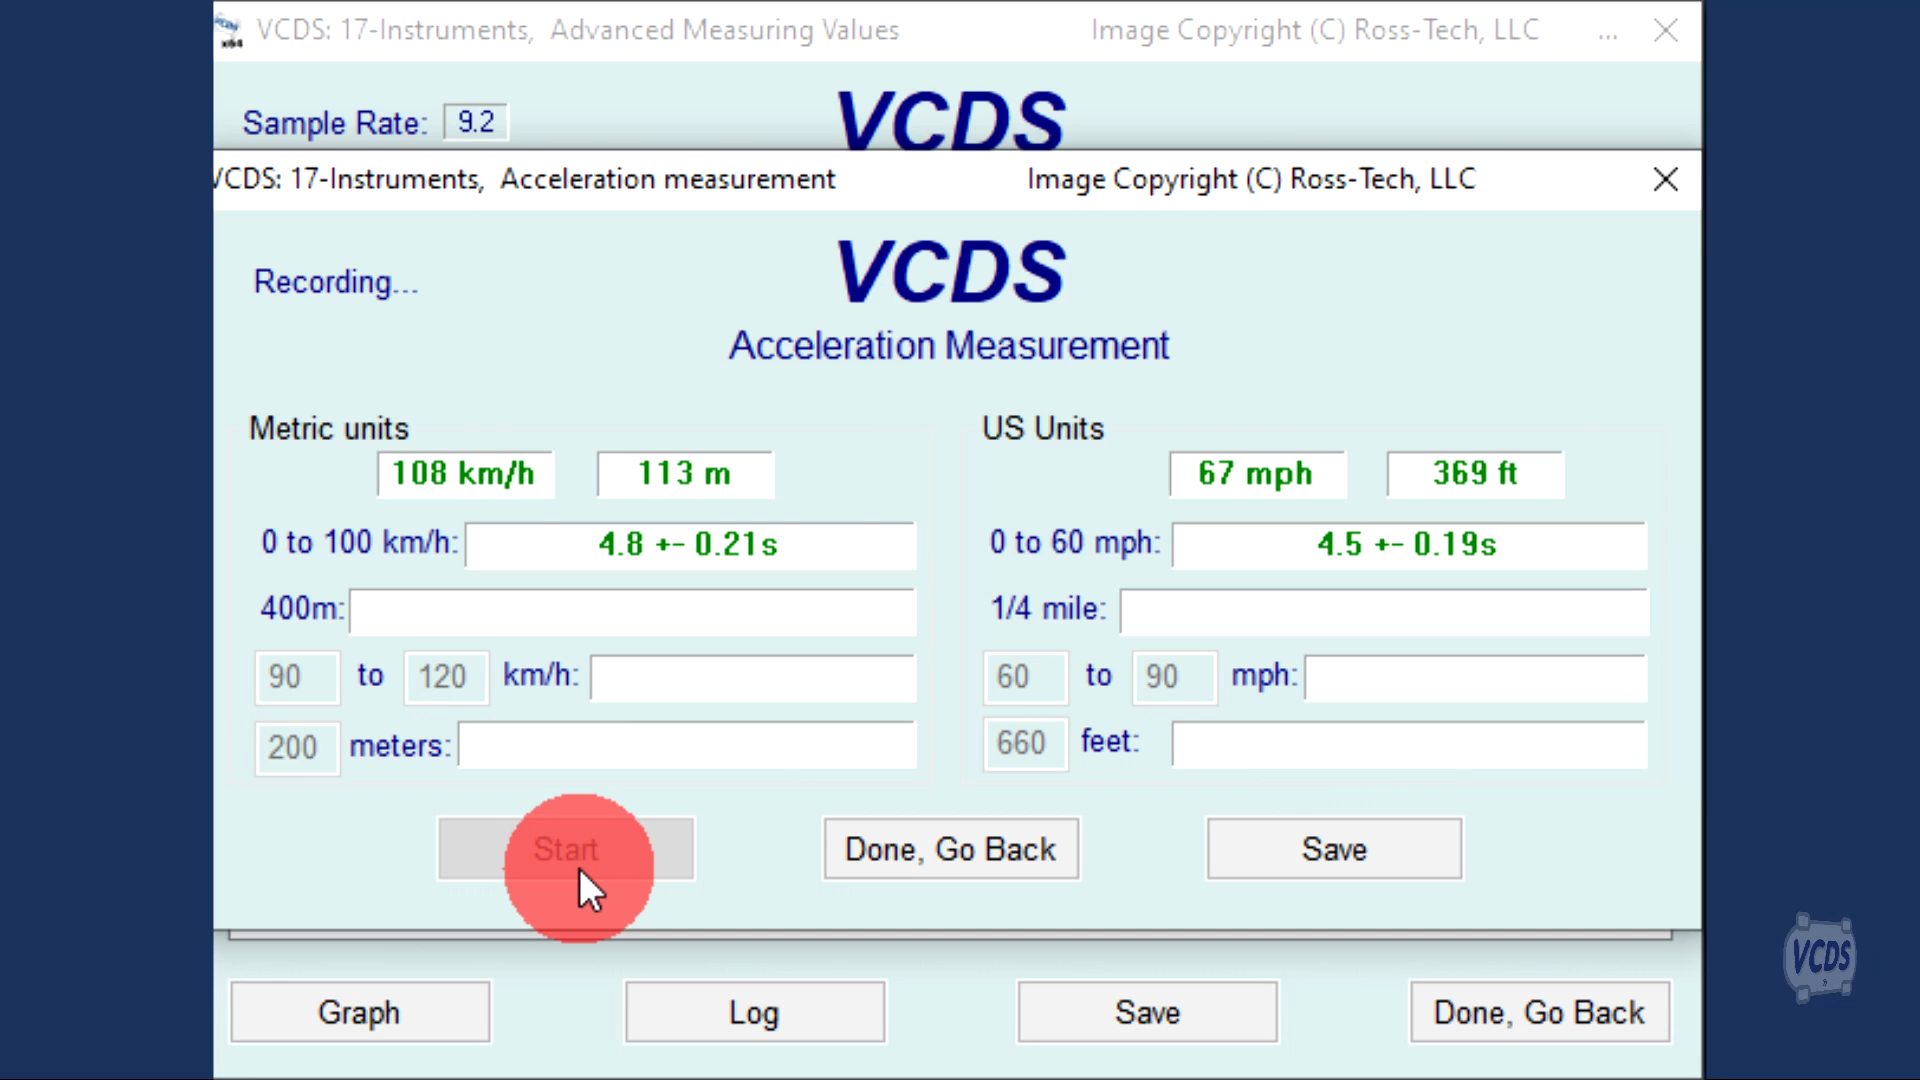 VCDS: 17-Instruments, Advanced Measuring Values Image Copyright (C) Ross-Tech, LLC ...
x64
Sample Rate: 9.2
VCDS
VCDS: 17-Instruments, Acceleration measurement Image Copyright (C) Ross-Tech, LLC
Recording...
VCDS
Acceleration Measurement
Metric units
108 km/h 113 m
0 to 100 km/h: 4.8 +- 0.21s
400m:
90 to 120 km/h:
200 meters:
US Units
67 mph 369 ft
0 to 60 mph: 4.5 +- 0.19s
1/4 mile:
60 to 90 mph:
660 feet:
Start Done, Go Back Save
Graph Log Save Done, Go Back
VCDS